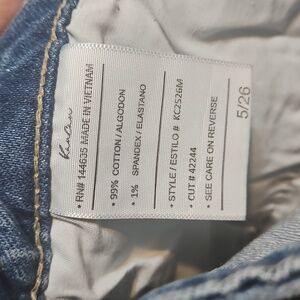 KanCan
• RN# 144635 MADE IN VIETNAM
• 99% COTTON / ALGODON
• 1% SPANDEX / ELASTANO
• STYLE / ESTILO # KC2526M
• CUT # 42244
• SEE CARE ON REVERSE
5/26